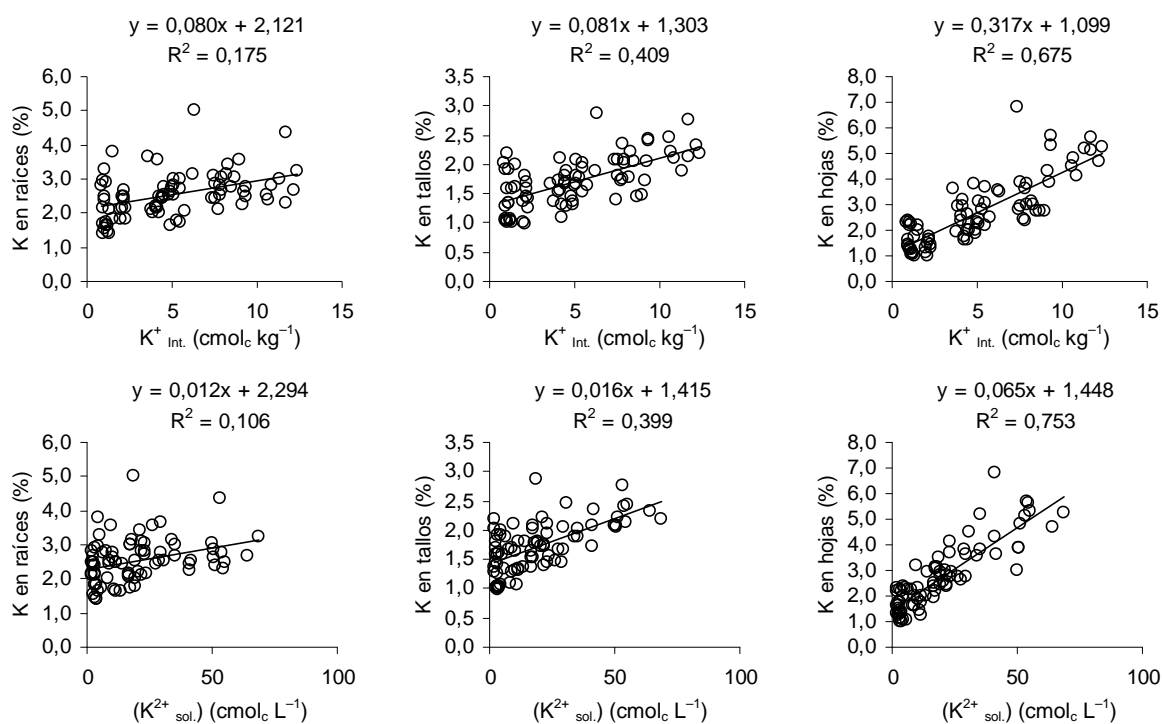 y = 0,080x + 2,121
R² = 0,175
K en raíces (%)
6,0
5,0
4,0
3,0
2,0
1,0
0,0
0 5 10 15
K⁺ Int. (cmolc kg⁻¹)
y = 0,081x + 1,303
R² = 0,409
K en tallos (%)
3,5
3,0
2,5
2,0
1,5
1,0
0,5
0,0
0 5 10 15
K⁺ Int. (cmolc kg⁻¹)
y = 0,317x + 1,099
R² = 0,675
K en hojas (%)
8,0
7,0
6,0
5,0
4,0
3,0
2,0
1,0
0,0
0 5 10 15
K⁺ Int. (cmolc kg⁻¹)
y = 0,012x + 2,294
R² = 0,106
K en raíces (%)
6,0
5,0
4,0
3,0
2,0
1,0
0,0
0 50 100
(K²⁺ sol.) (cmolc L⁻¹)
y = 0,016x + 1,415
R² = 0,399
K en tallos (%)
3,5
3,0
2,5
2,0
1,5
1,0
0,5
0,0
0 50 100
(K²⁺ sol.) (cmolc L⁻¹)
y = 0,065x + 1,448
R² = 0,753
K en hojas (%)
8,0
7,0
6,0
5,0
4,0
3,0
2,0
1,0
0,0
0 50 100
(K²⁺ sol.) (cmolc L⁻¹)